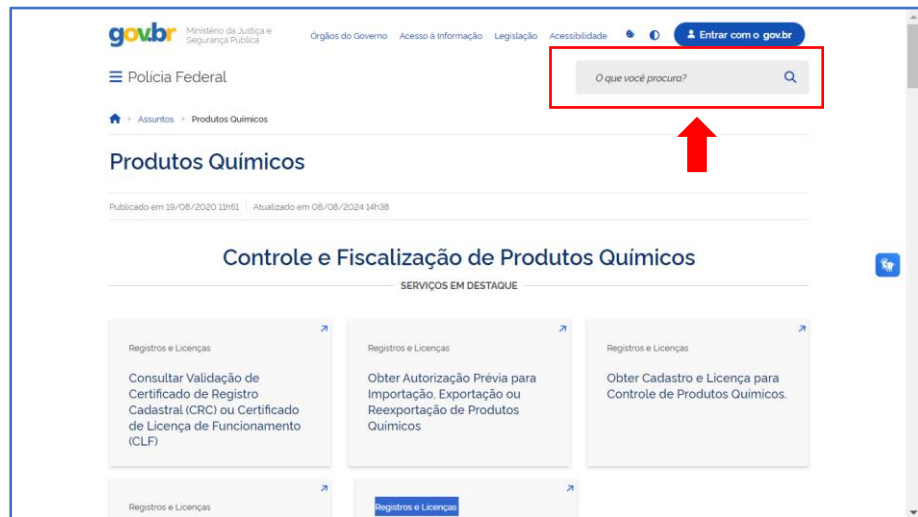 gov.br
Ministério da Justiça e
Segurança Pública
Órgãos do Governo Acesso à Informação Legislação Acessibilidade
Entrar com o gov.br
Polícia Federal
O que você procura?
Assuntos > Produtos Químicos
Produtos Químicos
Publicado em 19/08/2020 11h51 Atualizado em 08/08/2024 14h38
Controle e Fiscalização de Produtos Químicos
SERVIÇOS EM DESTAQUE
Registros e Licenças
Consultar Validação de
Certificado de Registro
Cadastral (CRC) ou Certificado
de Licença de Funcionamento
(CLF)
Registros e Licenças
Obter Autorização Prévia para
Importação, Exportação ou
Reexportação de Produtos
Químicos
Registros e Licenças
Obter Cadastro e Licença para
Controle de Produtos Químicos.
Registros e Licenças
Registros e Licenças